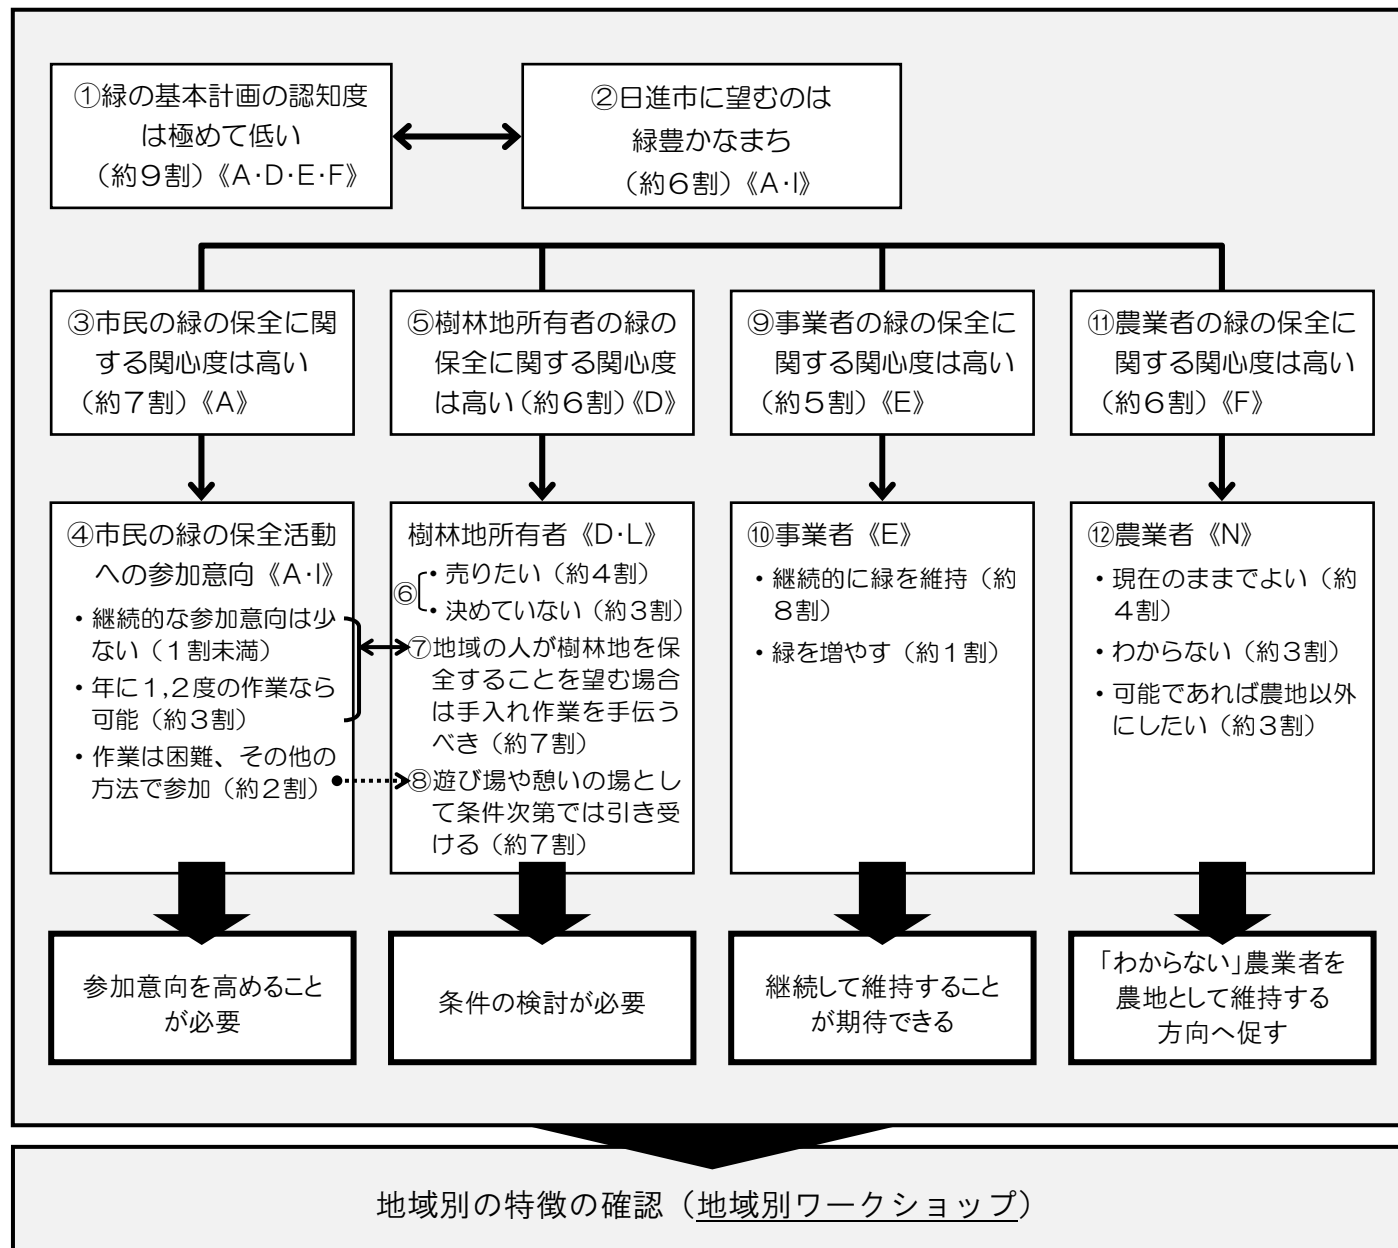 ①緑の基本計画の認知度
は極めて低い
（約９割）《A・D・E・F》
②日進市に望むのは
緑豊かなまち
（約６割）《A・I》
③市民の緑の保全に関
する関心度は高い
（約７割）《A》
⑤樹林地所有者の緑の
保全に関する関心度
は高い（約６割）《D》
⑨事業者の緑の保全に
関する関心度は高い
（約５割）《E》
⑪農業者の緑の保全に
関する関心度は高い
（約６割）《F》
④市民の緑の保全活動
への参加意向《A・I》
・継続的な参加意向は少
ない（１割未満）
・年に１,２度の作業なら
可能（約３割）
・作業は困難、その他の
方法で参加（約２割）
樹林地所有者《D・L》
⑥
・売りたい（約４割）
・決めていない（約３割）
⑦地域の人が樹林地を保
全することを望む場合
は手入れ作業を手伝う
べき（約７割）
⑧遊び場や憩いの場とし
て条件次第では引き受
ける（約７割）
⑩事業者《E》
・継続的に緑を維持（約
８割）
・緑を増やす（約１割）
⑫農業者《N》
・現在のままでよい（約
４割）
・わからない（約３割）
・可能であれば農地以外
にしたい（約３割）
参加意向を高めること
が必要
条件の検討が必要
継続して維持すること
が期待できる
「わからない」農業者を
農地として維持する
方向へ促す
地域別の特徴の確認（地域別ワークショップ）